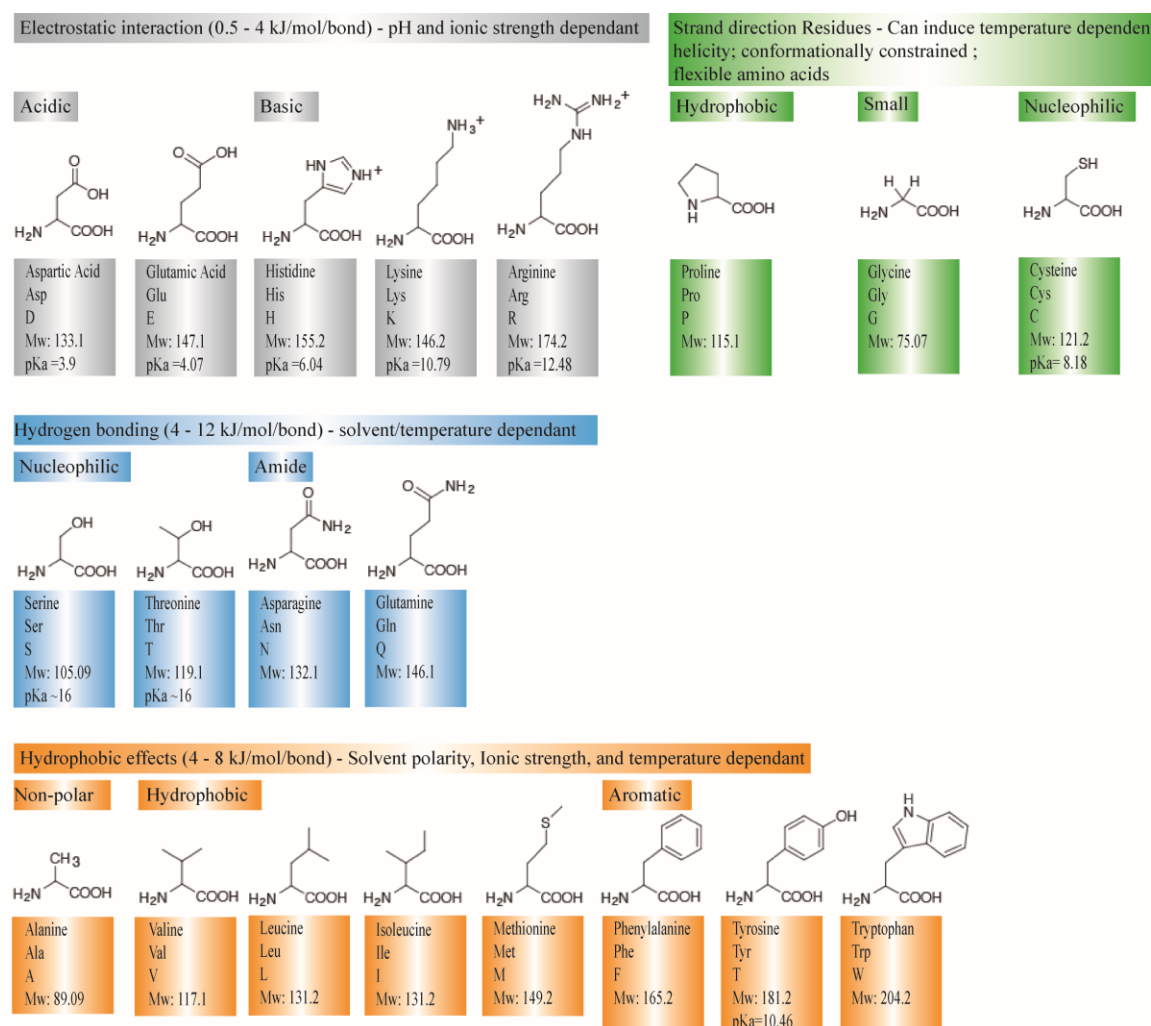 Electrostatic interaction (0.5 - 4 kJ/mol/bond) - pH and ionic strength dependant
Acidic
Basic
O
OH
H₂N
COOH
Aspartic Acid
Asp
D
Mw: 133.1
pKa =3.9
O
OH
H₂N
COOH
Glutamic Acid
Glu
E
Mw: 147.1
pKa =4.07
HN
NH⁺
H₂N
COOH
Histidine
His
H
Mw: 155.2
pKa =6.04
NH₃⁺
H₂N
COOH
Lysine
Lys
K
Mw: 146.2
pKa =10.79
H₂N
NH₂⁺
NH
H₂N
COOH
Arginine
Arg
R
Mw: 174.2
pKa =12.48
Strand direction Residues - Can induce temperature dependen
helicity; conformationally constrained ;
flexible amino acids
Hydrophobic
N
H
COOH
Proline
Pro
P
Mw: 115.1
Small
H H
H₂N
COOH
Glycine
Gly
G
Mw: 75.07
Nucleophilic
SH
H₂N
COOH
Cysteine
Cys
C
Mw: 121.2
pKa= 8.18
Hydrogen bonding (4 - 12 kJ/mol/bond) - solvent/temperature dependant
Nucleophilic
OH
H₂N
COOH
Serine
Ser
S
Mw: 105.09
pKa ~16
OH
H₂N
COOH
Threonine
Thr
T
Mw: 119.1
pKa ~16
Amide
O
NH₂
H₂N
COOH
Asparagine
Asn
N
Mw: 132.1
O
NH₂
H₂N
COOH
Glutamine
Gln
Q
Mw: 146.1
Hydrophobic effects (4 - 8 kJ/mol/bond) - Solvent polarity, Ionic strength, and temperature dependant
Non-polar
CH₃
H₂N
COOH
Alanine
Ala
A
Mw: 89.09
Hydrophobic
H₂N
COOH
Valine
Val
V
Mw: 117.1
H₂N
COOH
Leucine
Leu
L
Mw: 131.2
H₂N
COOH
Isoleucine
Ile
I
Mw: 131.2
S
H₂N
COOH
Methionine
Met
M
Mw: 149.2
Aromatic
H₂N
COOH
Phenylalanine
Phe
F
Mw: 165.2
OH
H₂N
COOH
Tyrosine
Tyr
T
Mw: 181.2
pKa=10.46
H
N
H₂N
COOH
Tryptophan
Trp
W
Mw: 204.2